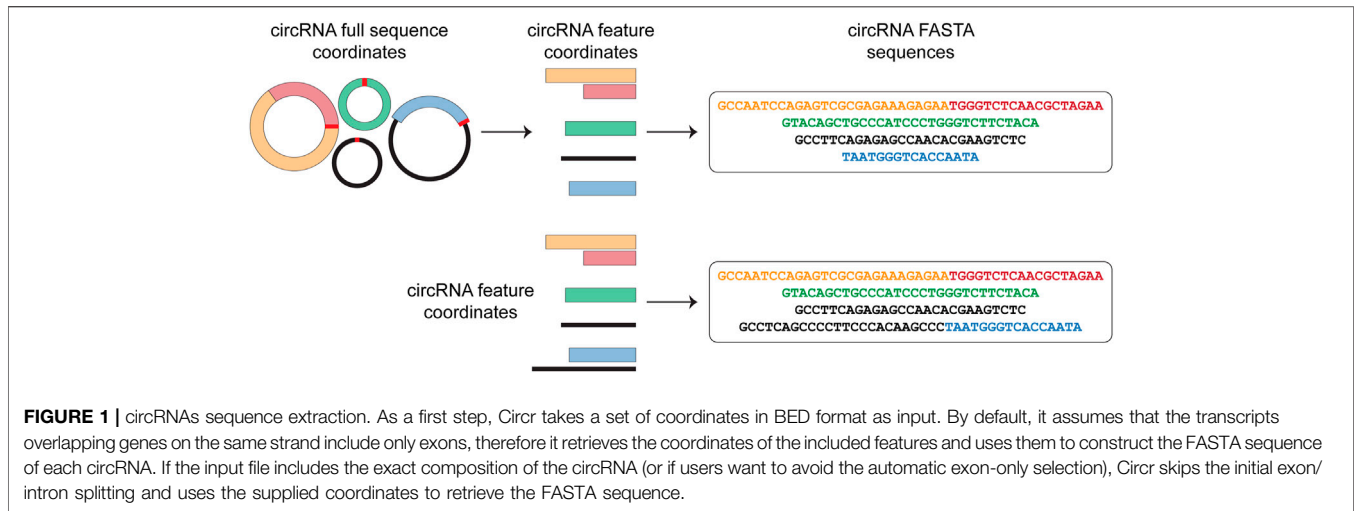 circRNA full sequence
coordinates
circRNA feature
coordinates
circRNA FASTA
sequences
GCCAATCCAGAGTCGCGAGAAAGAGAATGGGTCTCAACGCTAGAA
GTACAGCTGCCCATCCCTGGGTCTTCTACA
GCCTTCAGAGAGCCAACACGAAGTCTC
TAATGGGTCACCAATA
circRNA feature
coordinates
GCCAATCCAGAGTCGCGAGAAAGAGAATGGGTCTCAACGCTAGAA
GTACAGCTGCCCATCCCTGGGTCTTCTACA
GCCTTCAGAGAGCCAACACGAAGTCTC
GCCTCAGCCCCTTCCCACAAGCCCTAATGGGTCACCAATA
FIGURE 1 | circRNAs sequence extraction. As a first step, Circr takes a set of coordinates in BED format as input. By default, it assumes that the transcripts
overlapping genes on the same strand include only exons, therefore it retrieves the coordinates of the included features and uses them to construct the FASTA sequence
of each circRNA. If the input file includes the exact composition of the circRNA (or if users want to avoid the automatic exon-only selection), Circr skips the initial exon/
intron splitting and uses the supplied coordinates to retrieve the FASTA sequence.